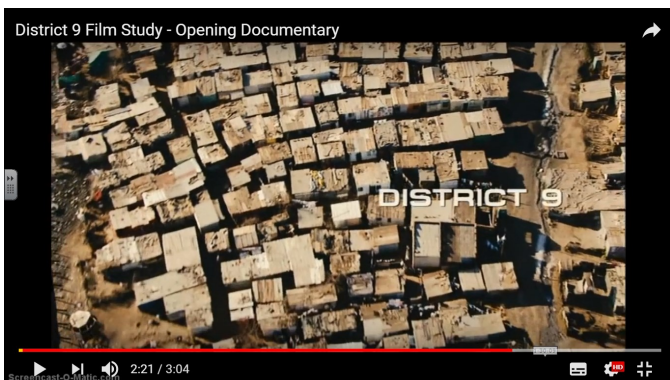 District 9 Film Study - Opening Documentary
DISTRICT 9
2:21 / 3:04
HD
Screencast-O-Matic.com